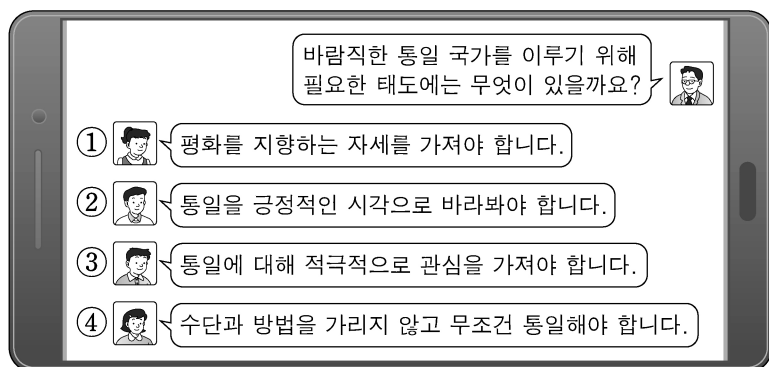 바람직한 통일 국가를 이루기 위해
필요한 태도에는 무엇이 있을까요?
① 평화를 지향하는 자세를 가져야 합니다.
② 통일을 긍정적인 시각으로 바라봐야 합니다.
③ 통일에 대해 적극적으로 관심을 가져야 합니다.
④ 수단과 방법을 가리지 않고 무조건 통일해야 합니다.